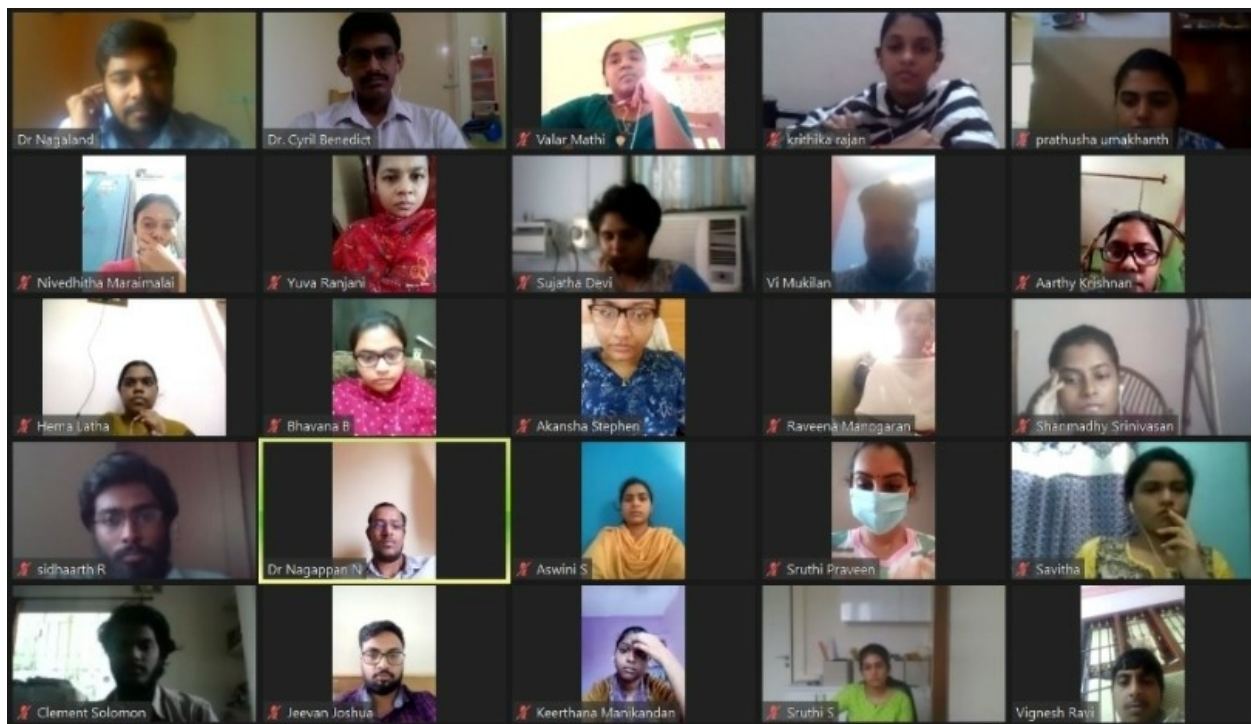 Dr Nagaland
Dr. Cyril Benedict
Valar Mathi
krithika rajan
prathusha umakhanth
Nivedhitha Maraimalai
Yuva Ranjani
Sujatha Devi
Vi Mukilan
Aarthy Krishnan
Hema Latha
Bhavana B
Akansha Stephen
Raveena Manogaran
Shanmadhy Srinivasan
sidhaarth R
Dr Nagappan N
Aswini S
Sruthi Praveen
Savitha
Clement Solomon
Jeevan Joshua
Keerthana Manikandan
Sruthi S
Vignesh Ravi